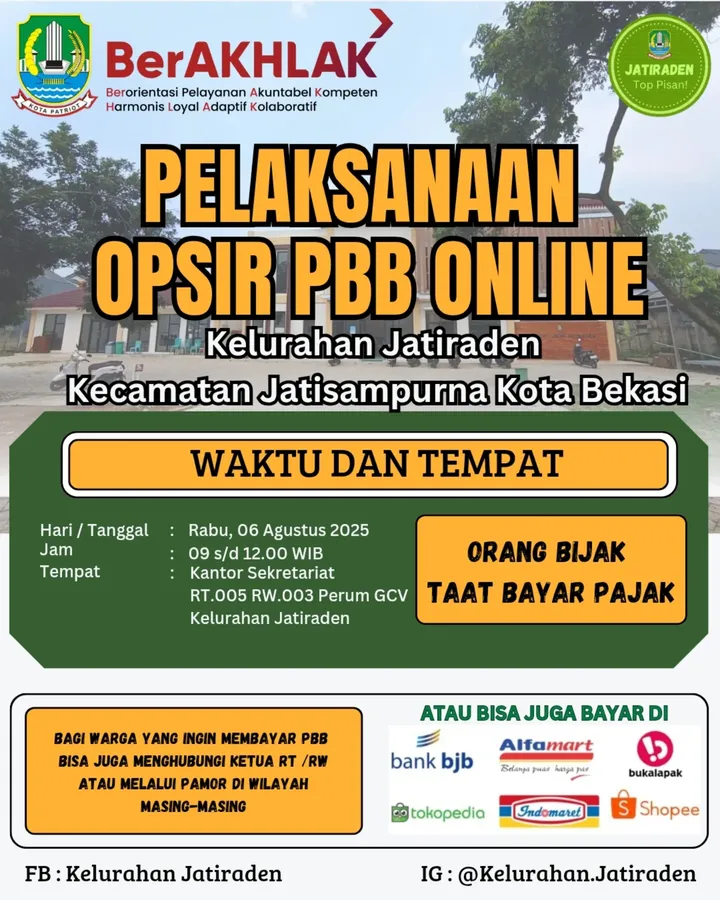 KOTA PATRIOT
BerAKHLAK
Berorientasi Pelayanan Akuntabel Kompeten
Harmonis Loyal Adaptif Kolaboratif
JATIRADEN
Top Pisan!
PELAKSANAAN
OPSIR PBB ONLINE
Kelurahan Jatiraden
Kecamatan Jatisampurna Kota Bekasi
WAKTU DAN TEMPAT
Hari / Tanggal : Rabu, 06 Agustus 2025
Jam : 09 s/d 12.00 WIB
Tempat : Kantor Sekretariat
RT.005 RW.003 Perum GCV
Kelurahan Jatiraden
ORANG BIJAK
TAAT BAYAR PAJAK
BAGI WARGA YANG INGIN MEMBAYAR PBB
BISA JUGA MENGHUBUNGI KETUA RT /RW
ATAU MELALUI PAMOR DI WILAYAH
MASING-MASING
ATAU BISA JUGA BAYAR DI
bank bjb
Alfamart
Belanja puas harga pas
bukalapak
tokopedia
Indomaret
Shopee
FB : Kelurahan Jatiraden
IG : @Kelurahan.Jatiraden